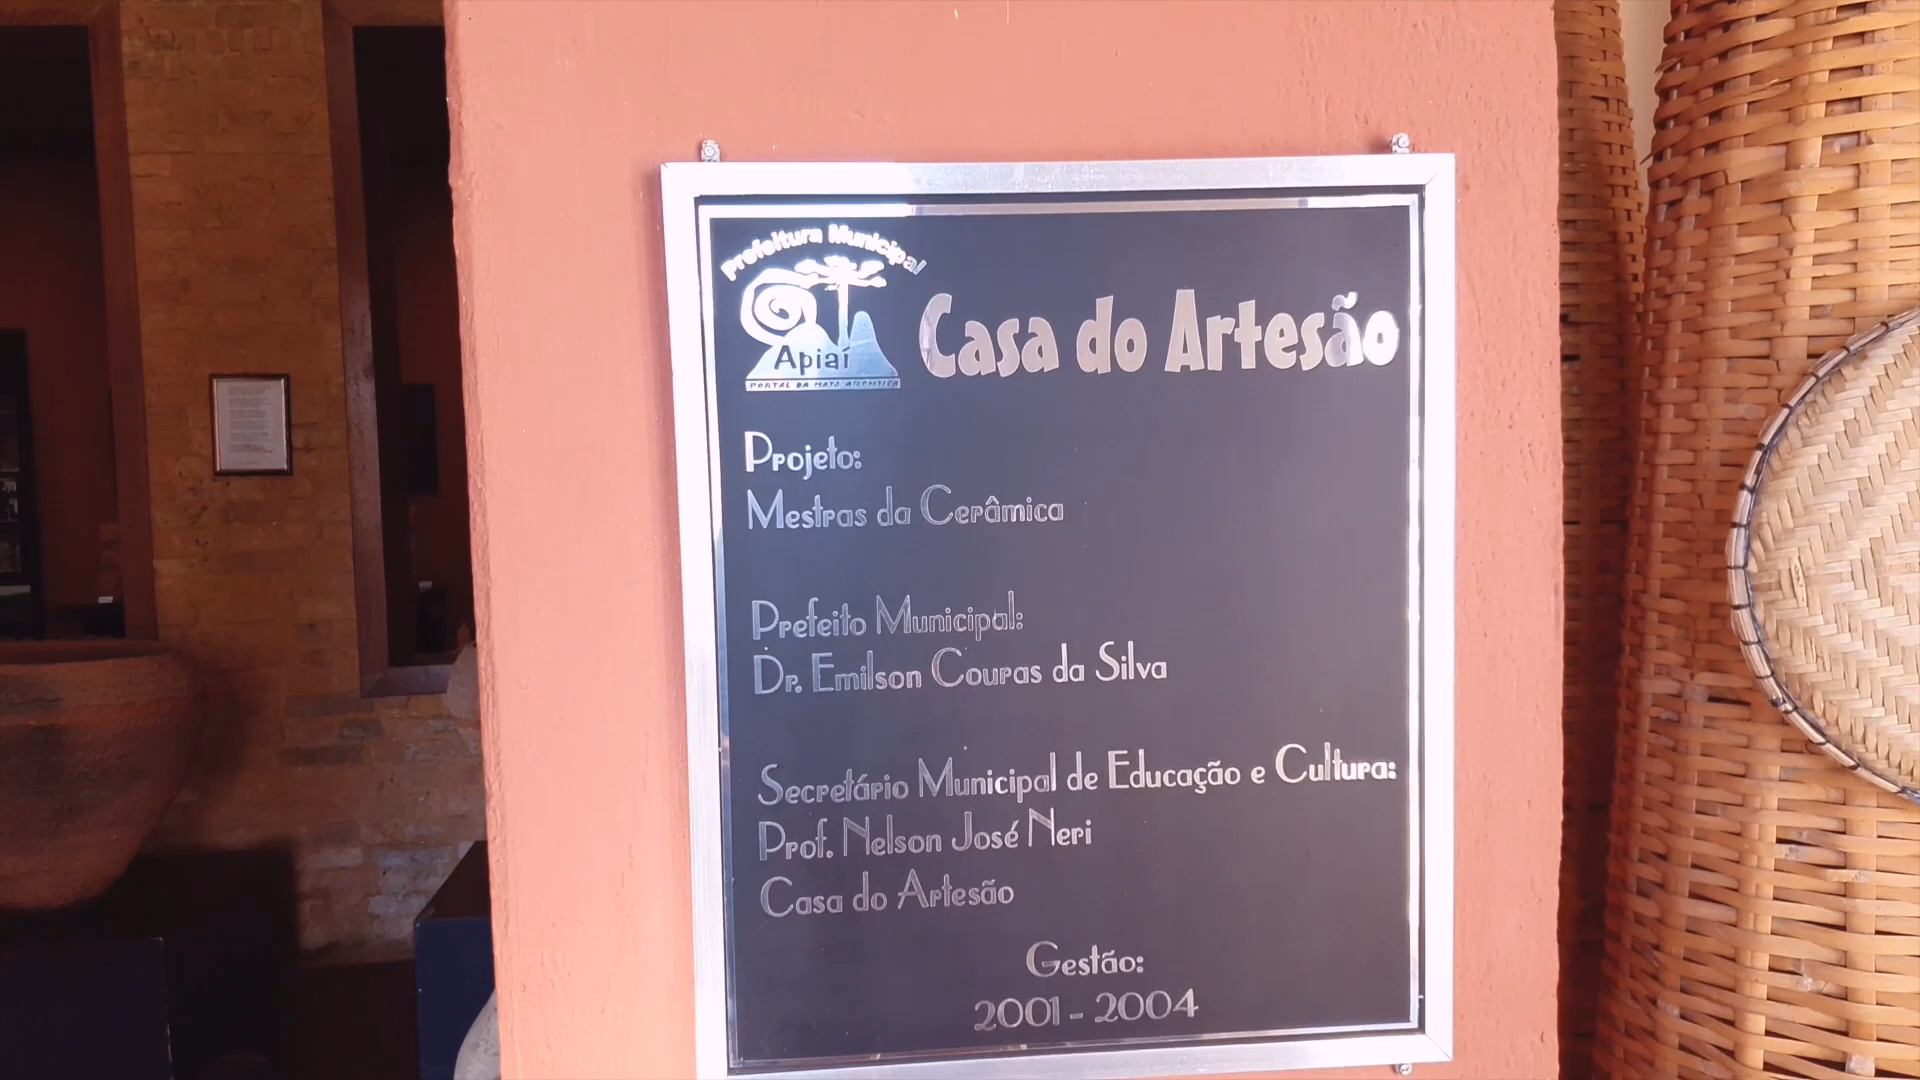 Prefeitura Municipal
Apiaí
PORTAL DA MATA ATLÂNTICA
Casa do Artesão
Projeto:
Mestras da Cerâmica
Prefeito Municipal:
Dr. Emilson Couras da Silva
Secretário Municipal de Educação e Cultura:
Prof. Nelson José Neri
Casa do Artesão
Gestão:
2001 - 2004